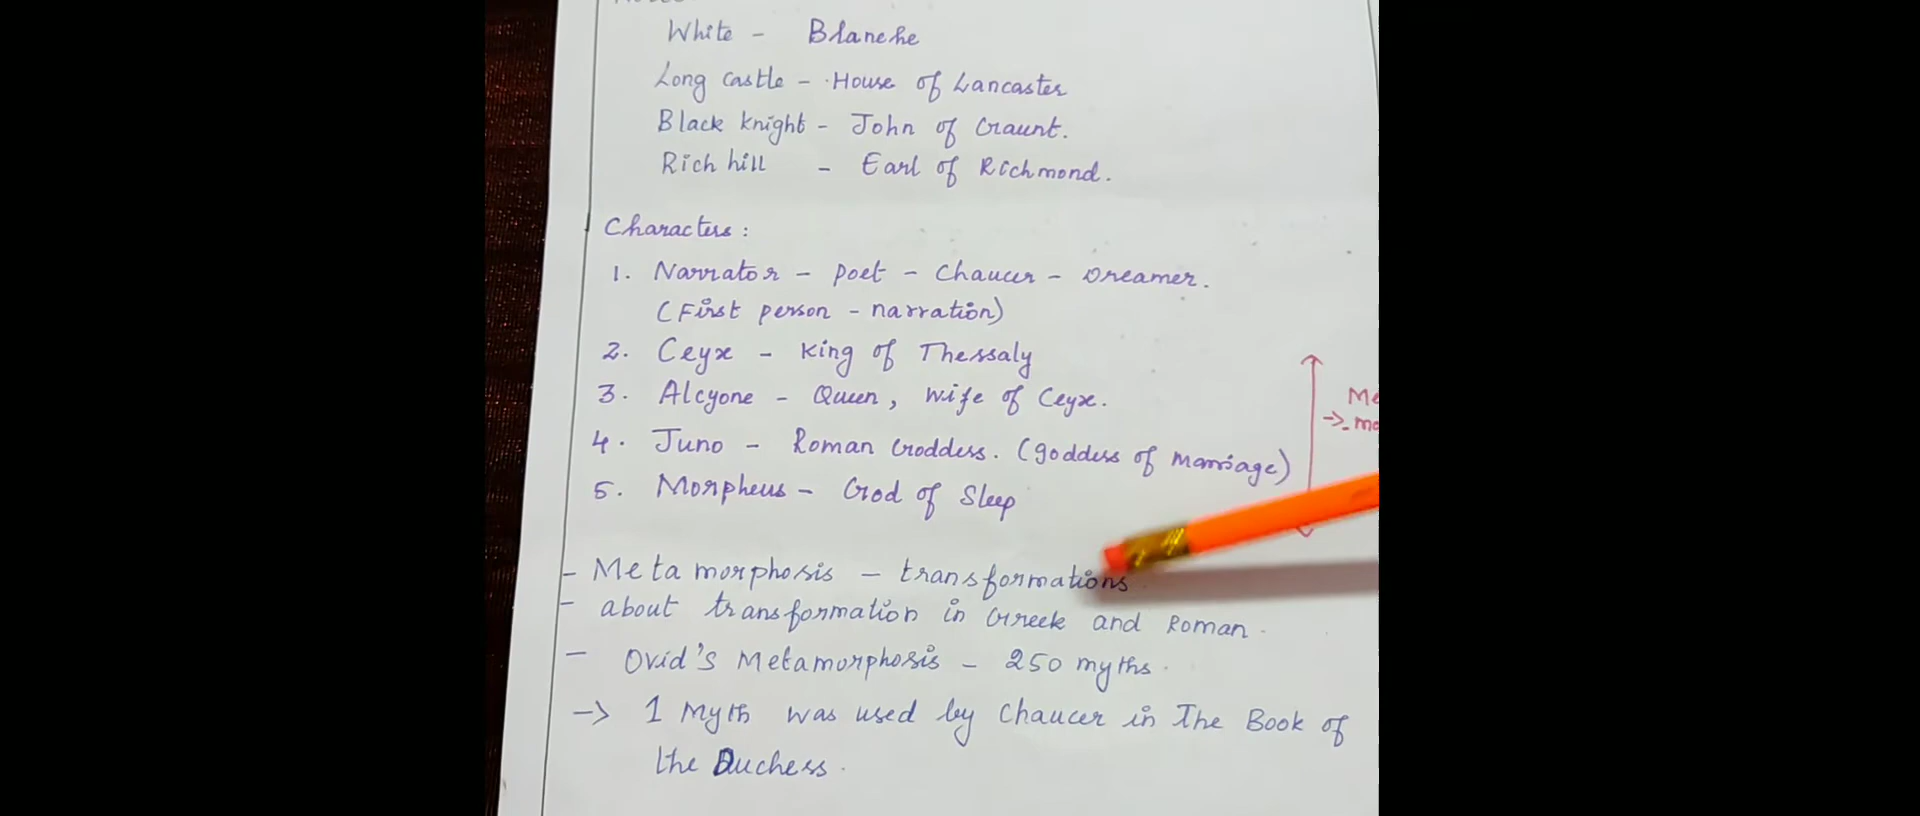 White - Blanche
Long castle - House of Lancaster
Black knight - John of Graunt.
Rich hill - Earl of Richmond.
Characters:
1. Narrator - poet - Chaucer - Dreamer.
(First person - narration)
2. Ceyx - King of Thessaly
3. Alcyone - Queen, wife of Ceyx.
4. Juno - Roman Goddess. (goddess of marriage)
5. Morpheus - God of Sleep
- Metamorphosis - transformations
- about transformation in Greek and Roman.
- Ovid's Metamorphosis - 250 myths.
-> 1 Myth was used by Chaucer in The Book of
the Duchess.